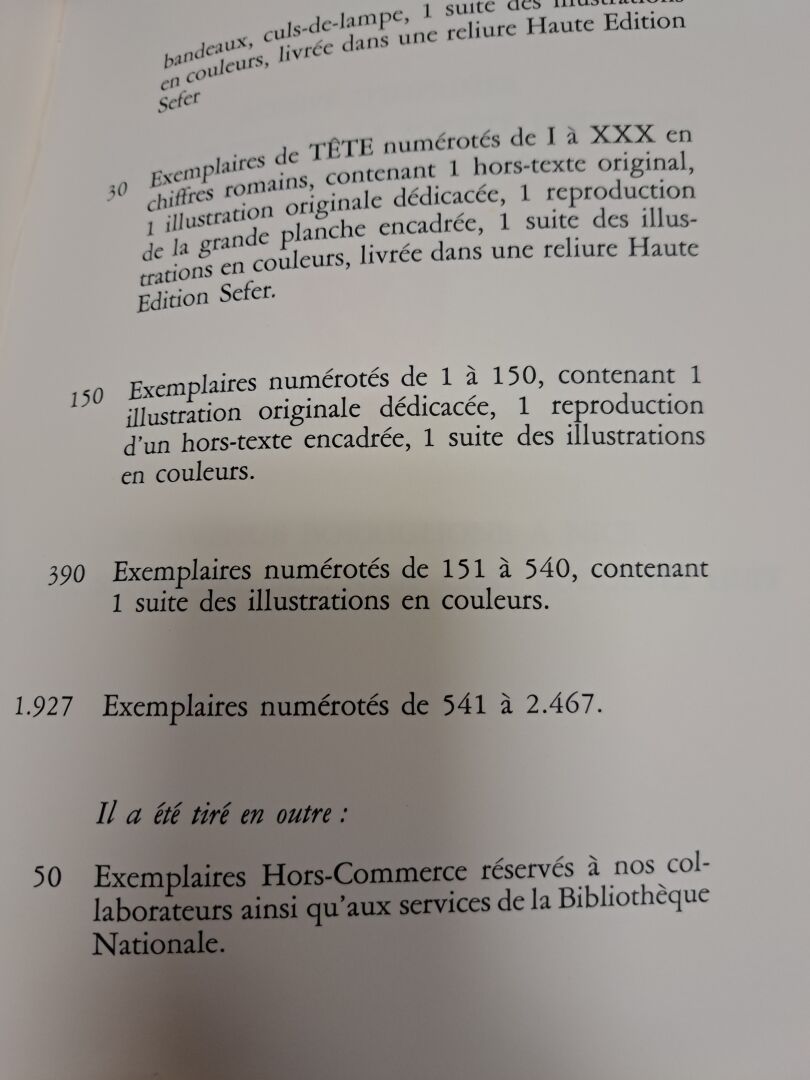 bandeaux, culs-de-lampe, 1 suite des illustrations
en couleurs, livrée dans une reliure Haute Edition
Sefer
30 Exemplaires de TÊTE numérotés de I à XXX en
chiffres romains, contenant 1 hors-texte original,
1 illustration originale dédicacée, 1 reproduction
de la grande planche encadrée, 1 suite des illus-
trations en couleurs, livrée dans une reliure Haute
Edition Sefer.
150 Exemplaires numérotés de 1 à 150, contenant 1
illustration originale dédicacée, 1 reproduction
d'un hors-texte encadrée, 1 suite des illustrations
en couleurs.
390 Exemplaires numérotés de 151 à 540, contenant
1 suite des illustrations en couleurs.
1.927 Exemplaires numérotés de 541 à 2.467.
Il a été tiré en outre :
50 Exemplaires Hors-Commerce réservés à nos col-
laborateurs ainsi qu'aux services de la Bibliothèque
Nationale.